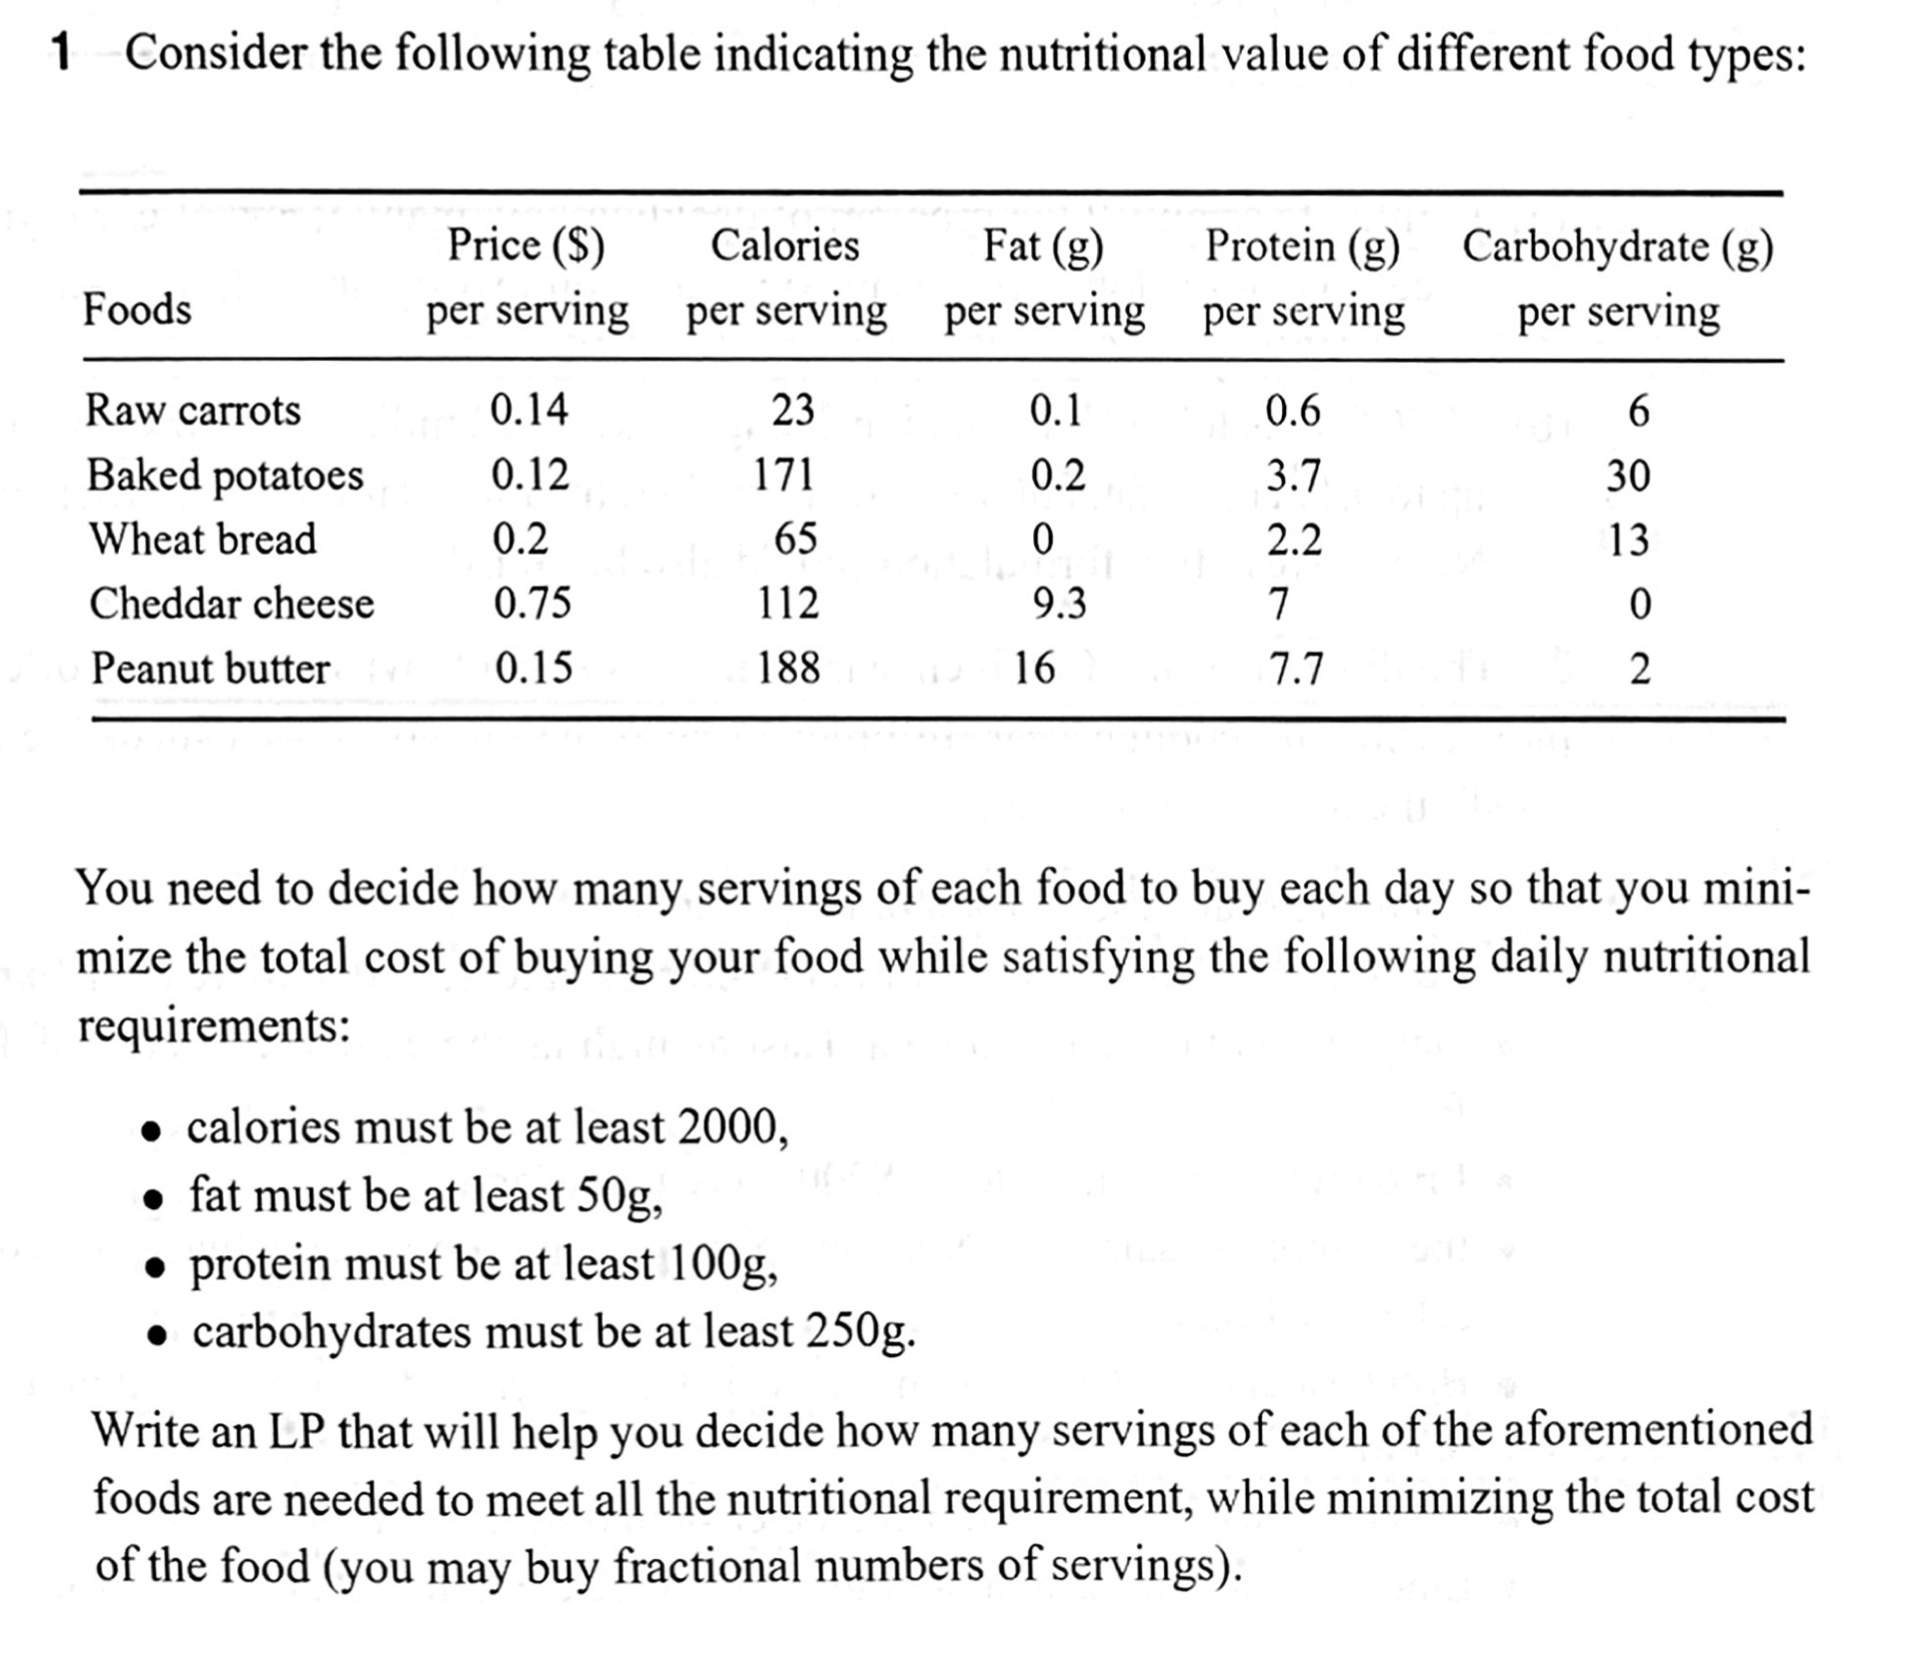 1 Consider the following table indicating the nutritional value of different food types:
Price ($) Calories Fat (g) Protein (g) Carbohydrate (g)
Foods per serving per serving per serving per serving per serving
Raw carrots 0.14 23 0.1 0.6 6
Baked potatoes 0.12 171 0.2 3.7 30
Wheat bread 0.2 65 0 2.2 13
Cheddar cheese 0.75 112 9.3 7 0
Peanut butter 0.15 188 16 7.7 2
You need to decide how many servings of each food to buy each day so that you mini-
mize the total cost of buying your food while satisfying the following daily nutritional
requirements:
• calories must be at least 2000,
• fat must be at least 50g,
• protein must be at least 100g,
• carbohydrates must be at least 250g.
Write an LP that will help you decide how many servings of each of the aforementioned
foods are needed to meet all the nutritional requirement, while minimizing the total cost
of the food (you may buy fractional numbers of servings).